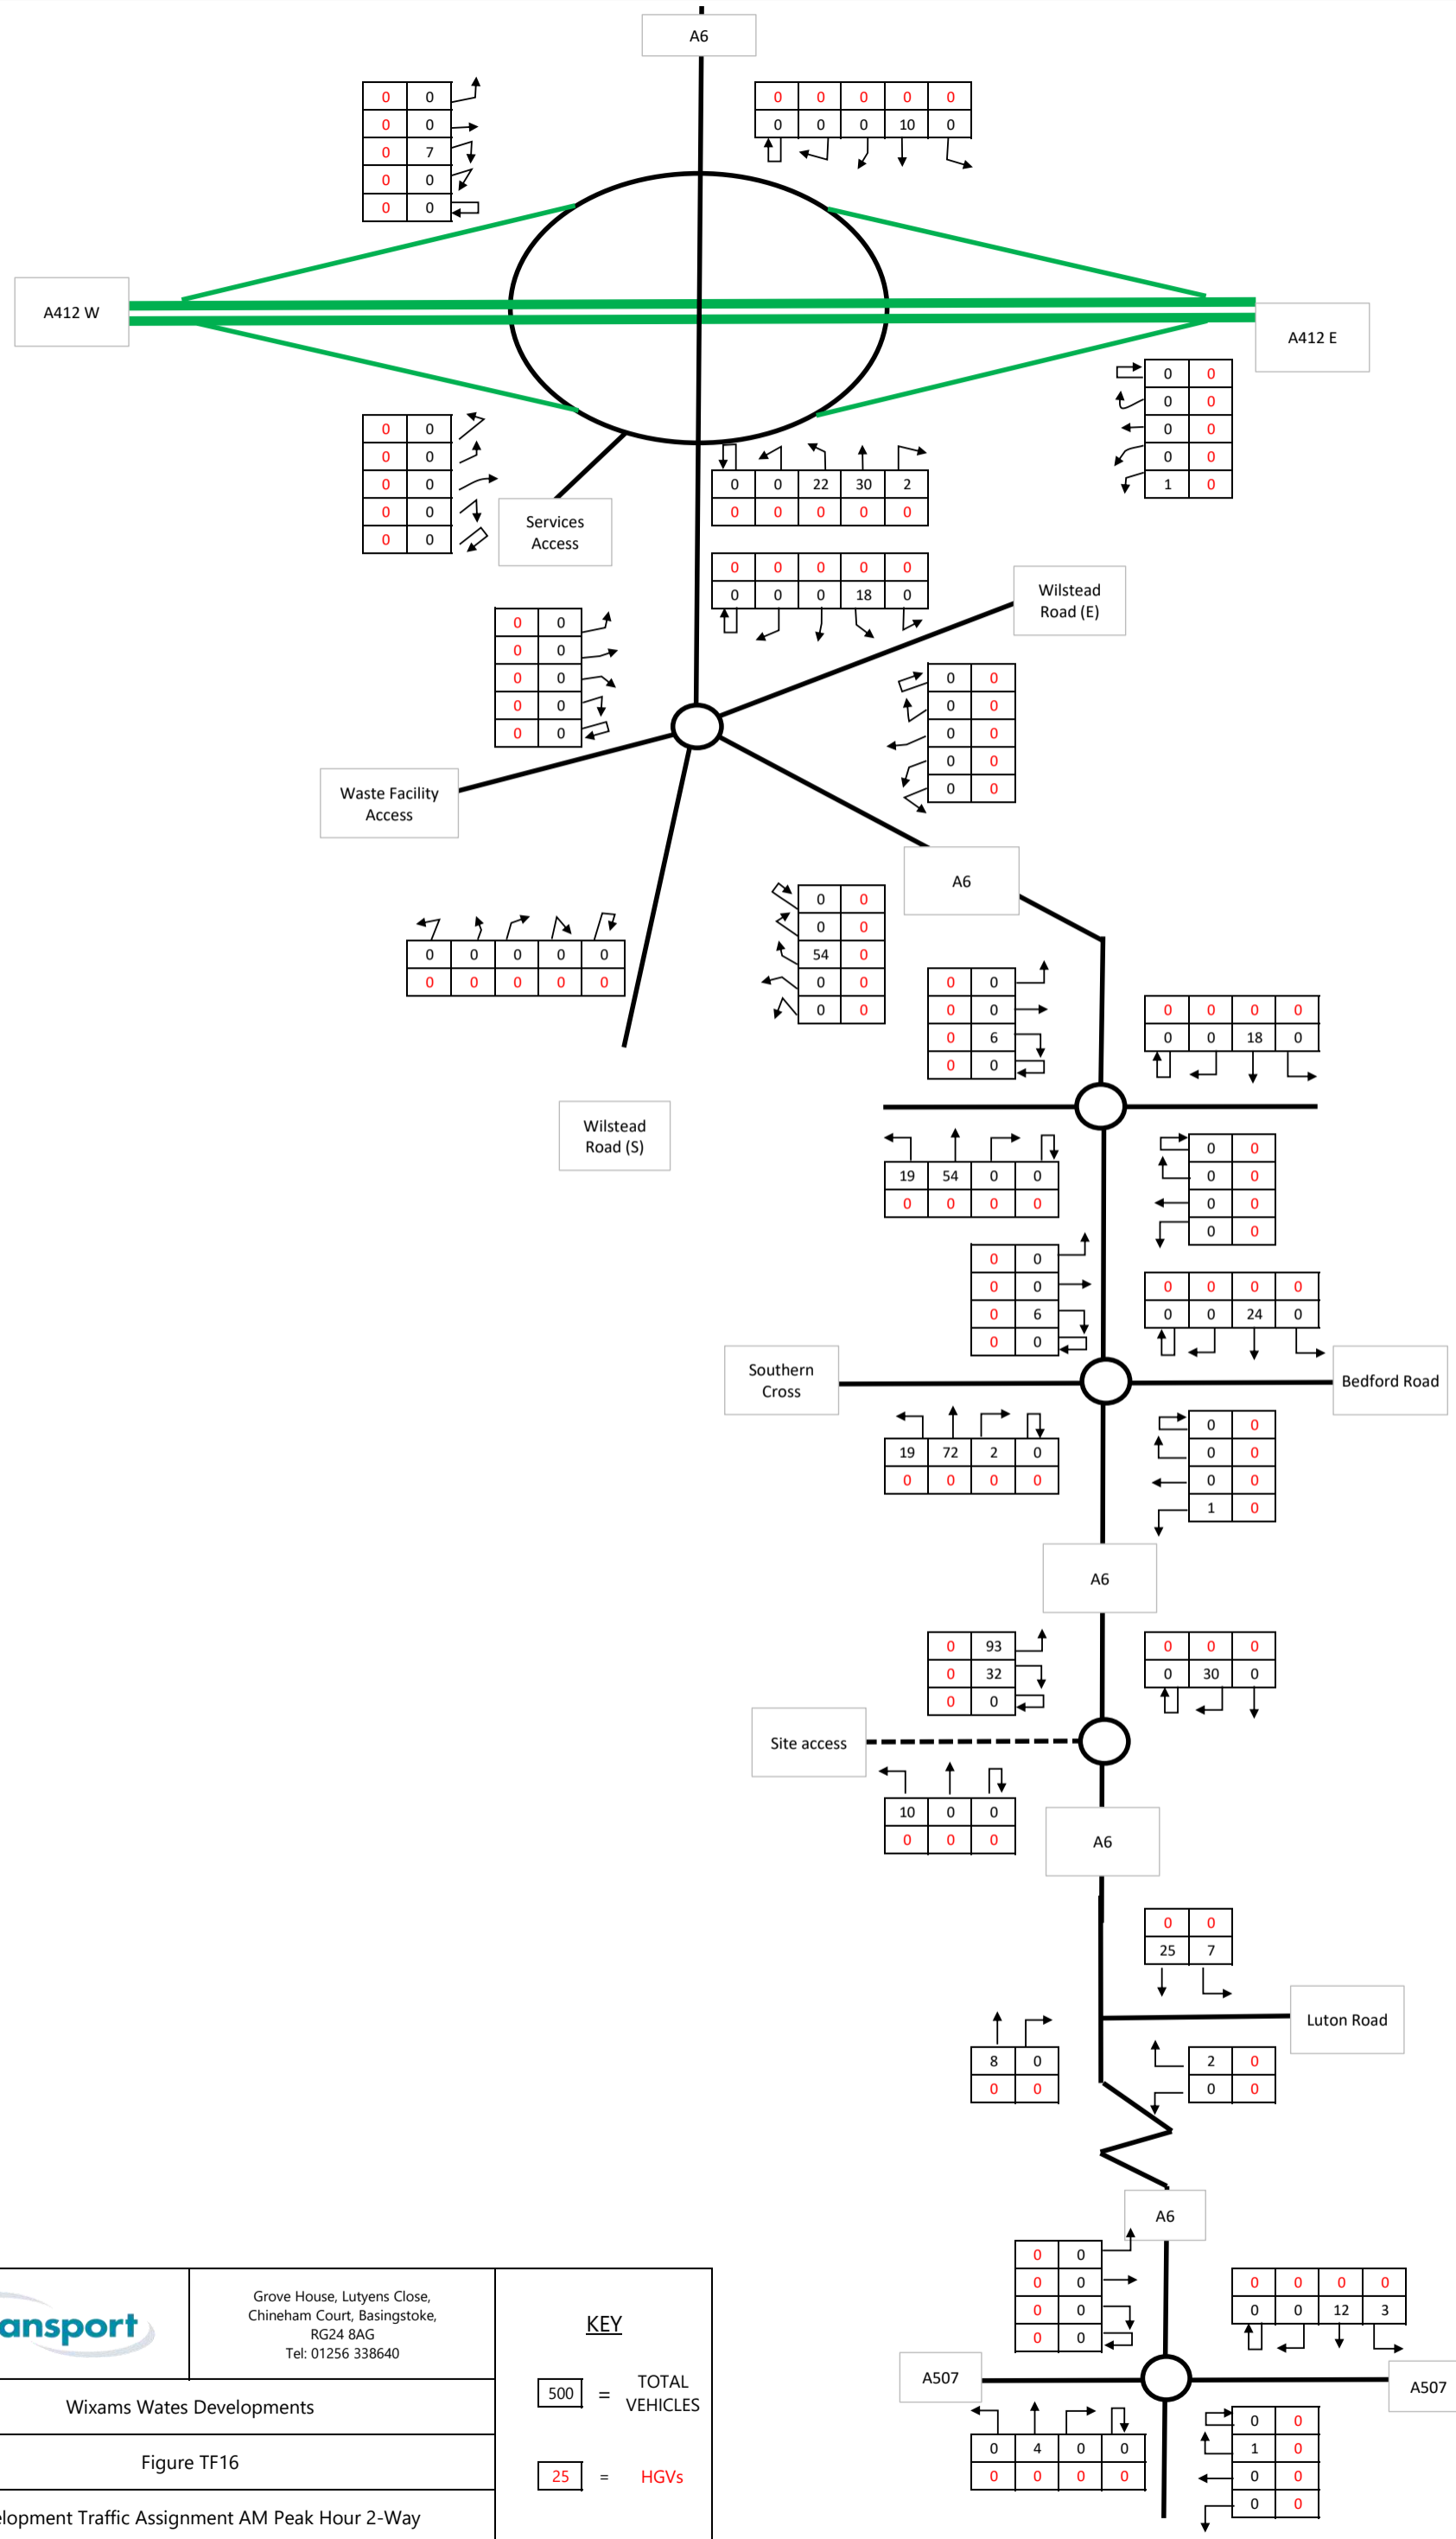 A6
0 0
0 0
0 7
0 0
0 0
0 0 0 0 0
0 0 0 10 0
A412 W
A412 E
0 0
0 0
0 0
0 0
1 0
0 0
0 0
0 0
0 0
0 0
Services
Access
0 0 22 30 2
0 0 0 0 0
0 0 0 0 0
0 0 0 18 0
Wilstead
Road (E)
0 0
0 0
0 0
0 0
0 0
0 0
0 0
0 0
0 0
0 0
Waste Facility
Access
A6
0 0 0 0 0
0 0 0 0 0
0 0
0 0
54 0
0 0
0 0
0 0
0 0
0 6
0 0
0 0 0 0
0 0 18 0
Wilstead
Road (S)
19 54 0 0
0 0 0 0
0 0
0 0
0 0
0 0
0 0
0 0
0 6
0 0
0 0 0 0
0 0 24 0
Southern
Cross
Bedford Road
19 72 2 0
0 0 0 0
0 0
0 0
0 0
1 0
A6
0 93
0 32
0 0
0 0 0
0 30 0
Site access
10 0 0
0 0 0
A6
0 0
25 7
Luton Road
8 0
0 0
2 0
0 0
A6
0 0
0 0
0 0
0 0
0 0 0 0
0 0 12 3
A507
A507
0 4 0 0
0 0 0 0
0 0
1 0
0 0
0 0
ansport
Grove House, Lutyens Close,
Chineham Court, Basingstoke,
RG24 8AG
Tel: 01256 338640
KEY
500 = TOTAL
VEHICLES
25 = HGVs
Wixams Wates Developments
Figure TF16
elopment Traffic Assignment AM Peak Hour 2-Way